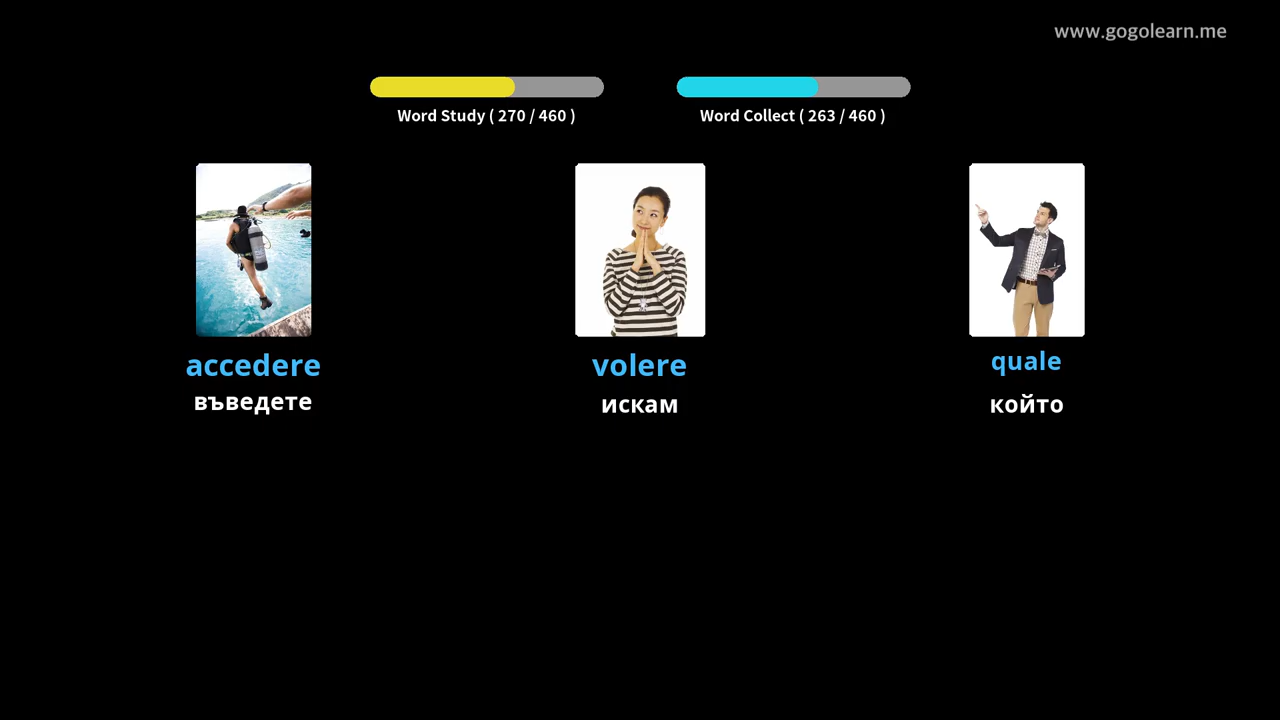 www.gogolearn.me
Word Study ( 270 / 460 )
Word Collect ( 263 / 460 )
accedere
volere
quale
въведете
искам
който